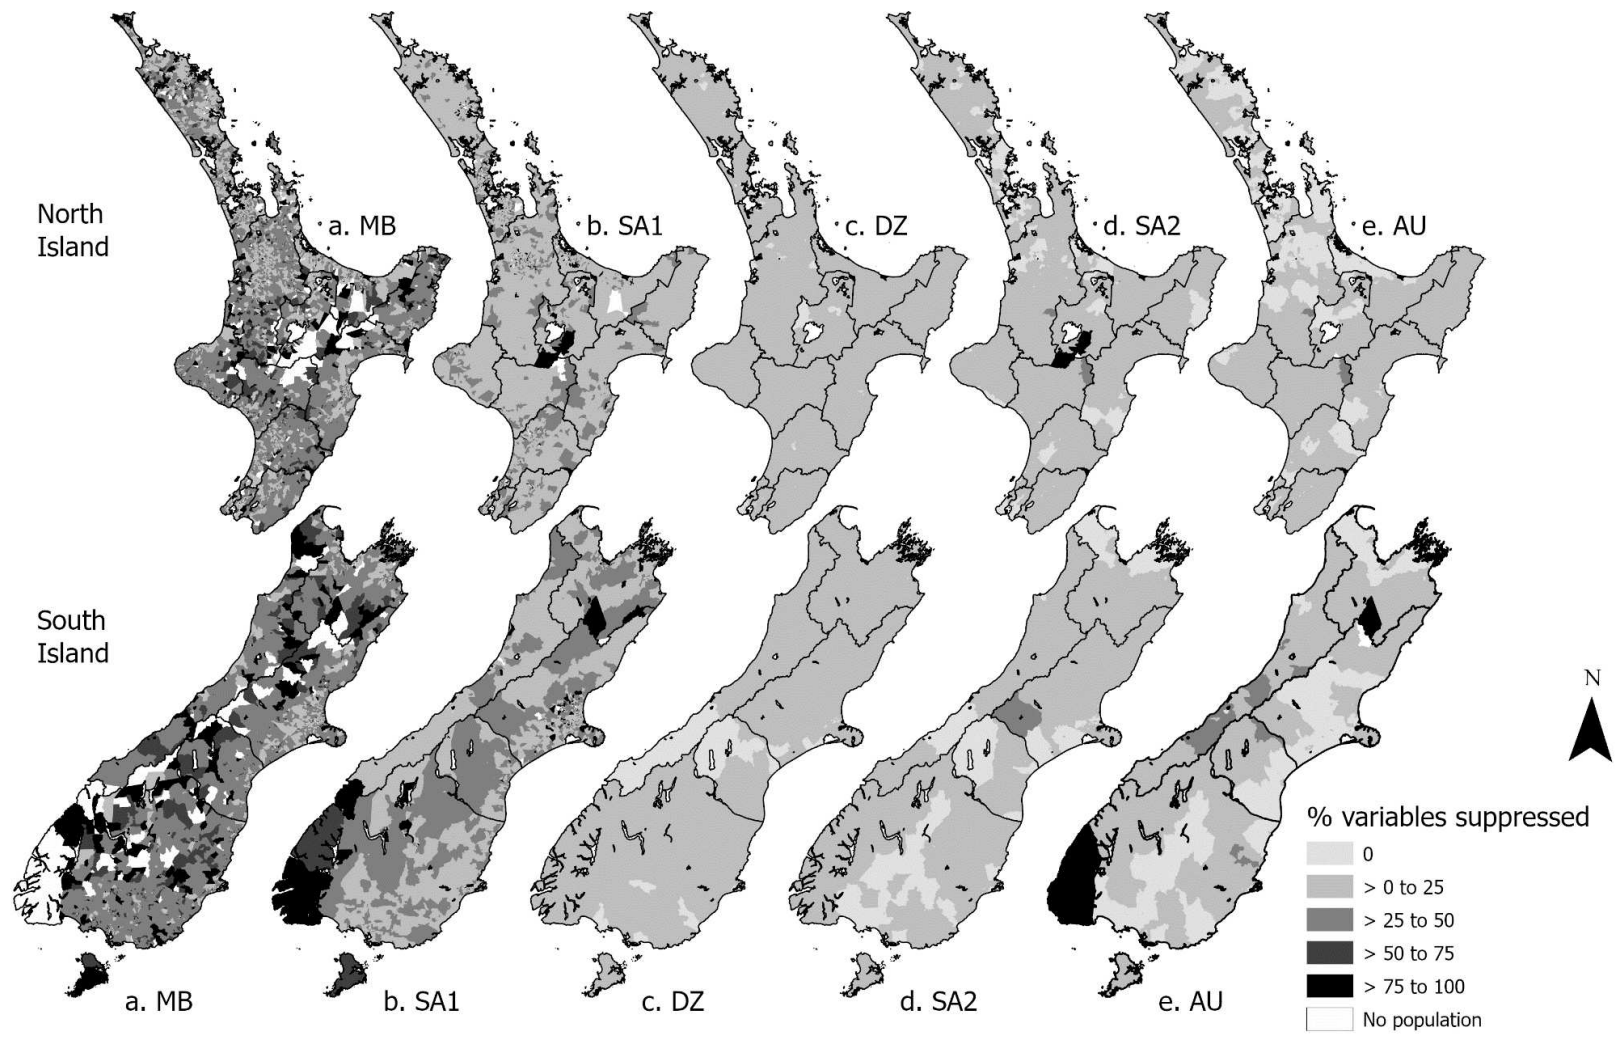 North
Island
a. MB
b. SA1
c. DZ
d. SA2
e. AU
South
Island
N
% variables suppressed
0
> 0 to 25
> 25 to 50
> 50 to 75
> 75 to 100
No population
a. MB
b. SA1
c. DZ
d. SA2
e. AU